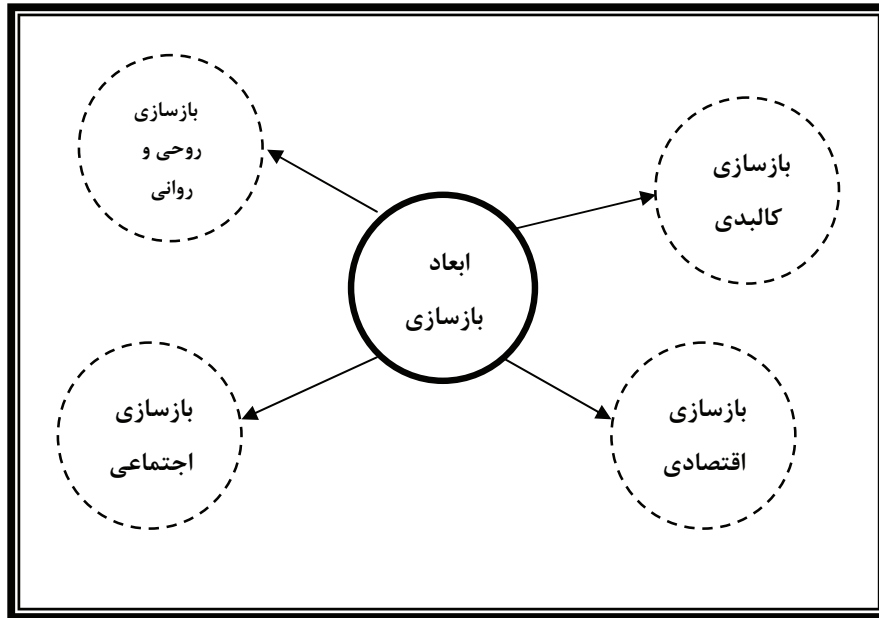 بازسازی
روحی و
روانی
بازسازی
کالبدی
ابعاد
بازسازی
بازسازی
اجتماعی
بازسازی
اقتصادی